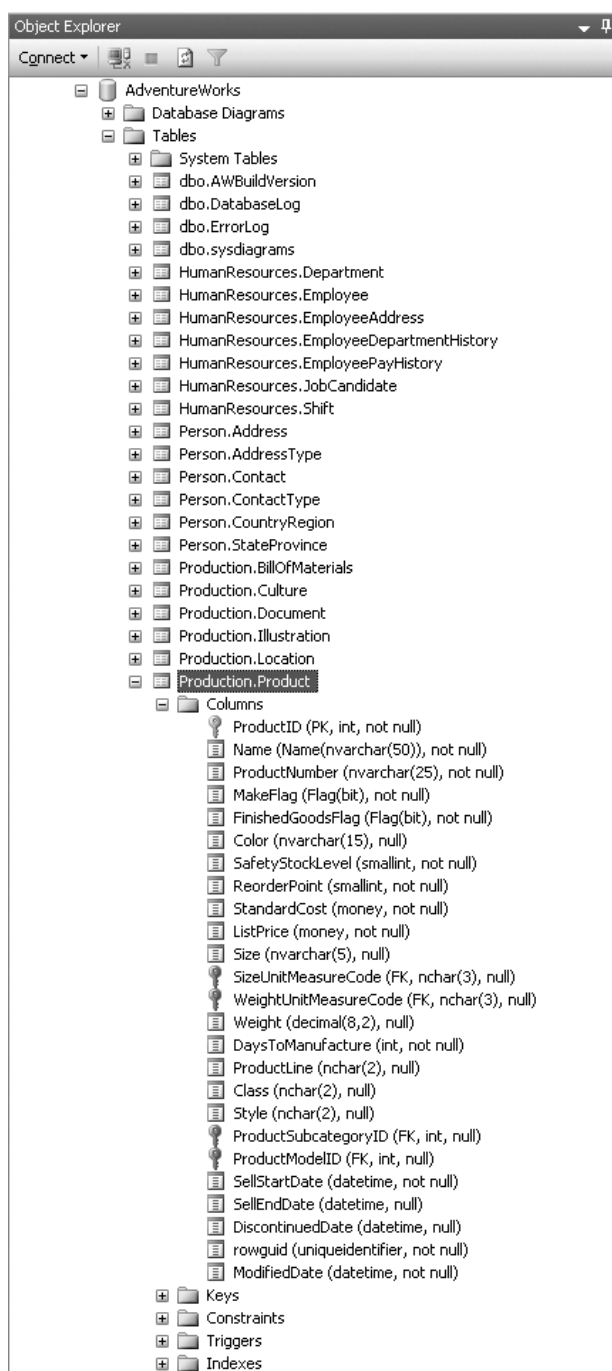 Object Explorer
Connect
AdventureWorks
Database Diagrams
Tables
System Tables
dbo.AWBuildVersion
dbo.DatabaseLog
dbo.ErrorLog
dbo.sysdiagrams
HumanResources.Department
HumanResources.Employee
HumanResources.EmployeeAddress
HumanResources.EmployeeDepartmentHistory
HumanResources.EmployeePayHistory
HumanResources.JobCandidate
HumanResources.Shift
Person.Address
Person.AddressType
Person.Contact
Person.ContactType
Person.CountryRegion
Person.StateProvince
Production.BillOfMaterials
Production.Culture
Production.Document
Production.Illustration
Production.Location
Production.Product
Columns
ProductID (PK, int, not null)
Name (Name(nvarchar(50)), not null)
ProductNumber (nvarchar(25), not null)
MakeFlag (Flag(bit), not null)
FinishedGoodsFlag (Flag(bit), not null)
Color (nvarchar(15), null)
SafetyStockLevel (smallint, not null)
ReorderPoint (smallint, not null)
StandardCost (money, not null)
ListPrice (money, not null)
Size (nvarchar(5), null)
SizeUnitMeasureCode (FK, nchar(3), null)
WeightUnitMeasureCode (FK, nchar(3), null)
Weight (decimal(8,2), null)
DaysToManufacture (int, not null)
ProductLine (nchar(2), null)
Class (nchar(2), null)
Style (nchar(2), null)
ProductSubcategoryID (FK, int, null)
ProductModelID (FK, int, null)
SellStartDate (datetime, not null)
SellEndDate (datetime, null)
DiscontinuedDate (datetime, null)
rowguid (uniqueidentifier, not null)
ModifiedDate (datetime, not null)
Keys
Constraints
Triggers
Indexes